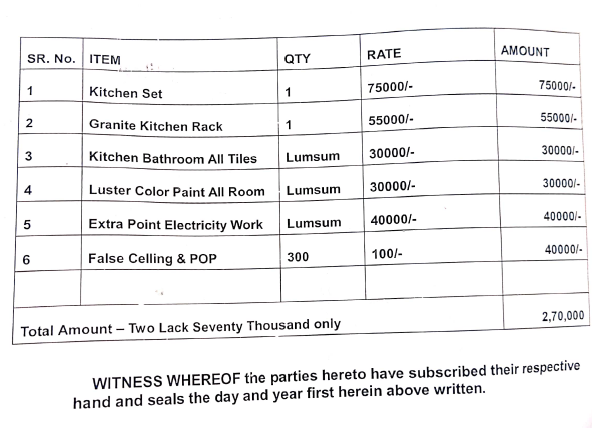 SR. No. ITEM QTY RATE AMOUNT
1 Kitchen Set 1 75000/- 75000/-
2 Granite Kitchen Rack 1 55000/- 55000/-
3 Kitchen Bathroom All Tiles Lumsum 30000/- 30000/-
4 Luster Color Paint All Room Lumsum 30000/- 30000/-
5 Extra Point Electricity Work Lumsum 40000/- 40000/-
6 False Celling & POP 300 100/- 40000/-
Total Amount – Two Lack Seventy Thousand only 2,70,000
WITNESS WHEREOF the parties hereto have subscribed their respective
hand and seals the day and year first herein above written.